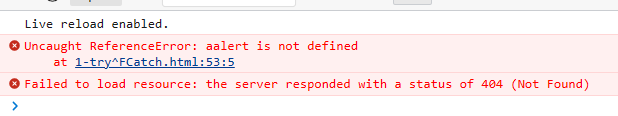 Live reload enabled.
Uncaught ReferenceError: aalert is not defined
at 1-try^FCatch.html:53:5
Failed to load resource: the server responded with a status of 404 (Not Found)